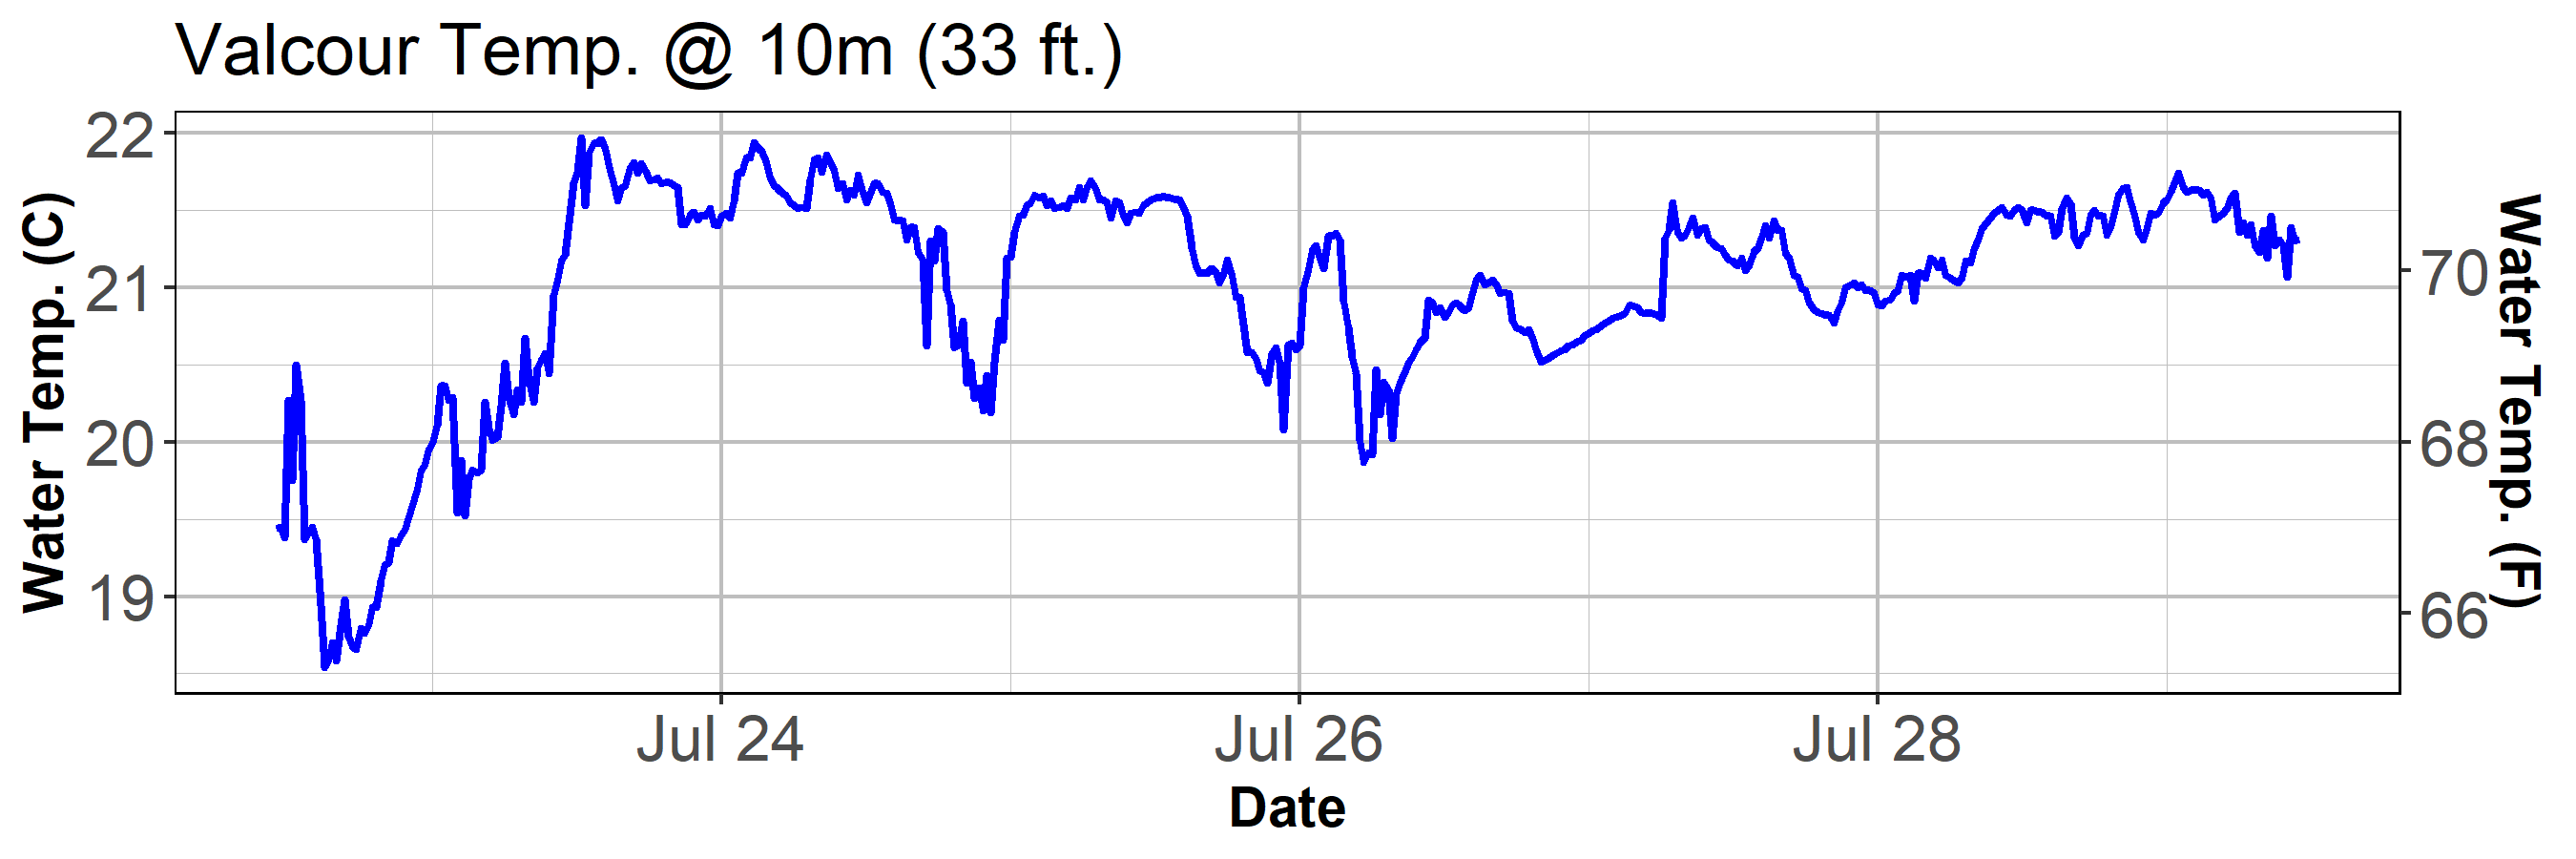 Valcour Temp. @ 10m (33 ft.)
Water Temp. (C)
22
21
20
19
70
68
66
Water Temp. (F)
Jul 24 Jul 26 Jul 28
Date